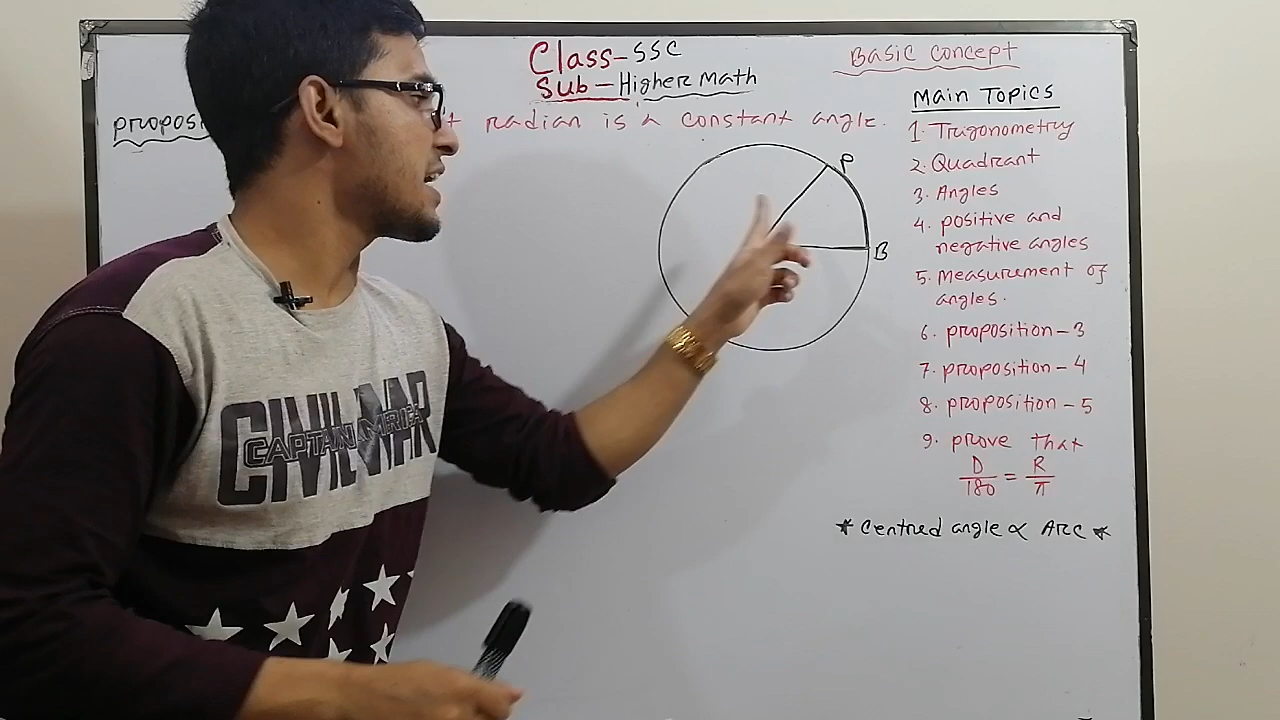 Class-SSC
Sub-Higher Math
Basic Concept
radian is a constant angle.
Main Topics
1. Trigonometry
2. Quadrant
3. Angles
4. positive and
negative angles
5. Measurement of
angles.
6. proposition-3
7. proposition-4
8. proposition-5
9. prove that
D/180 = R/π
* Centred angle ∝ Arc *
P
B
CIVIL WAR
CAPTAIN AMERICA